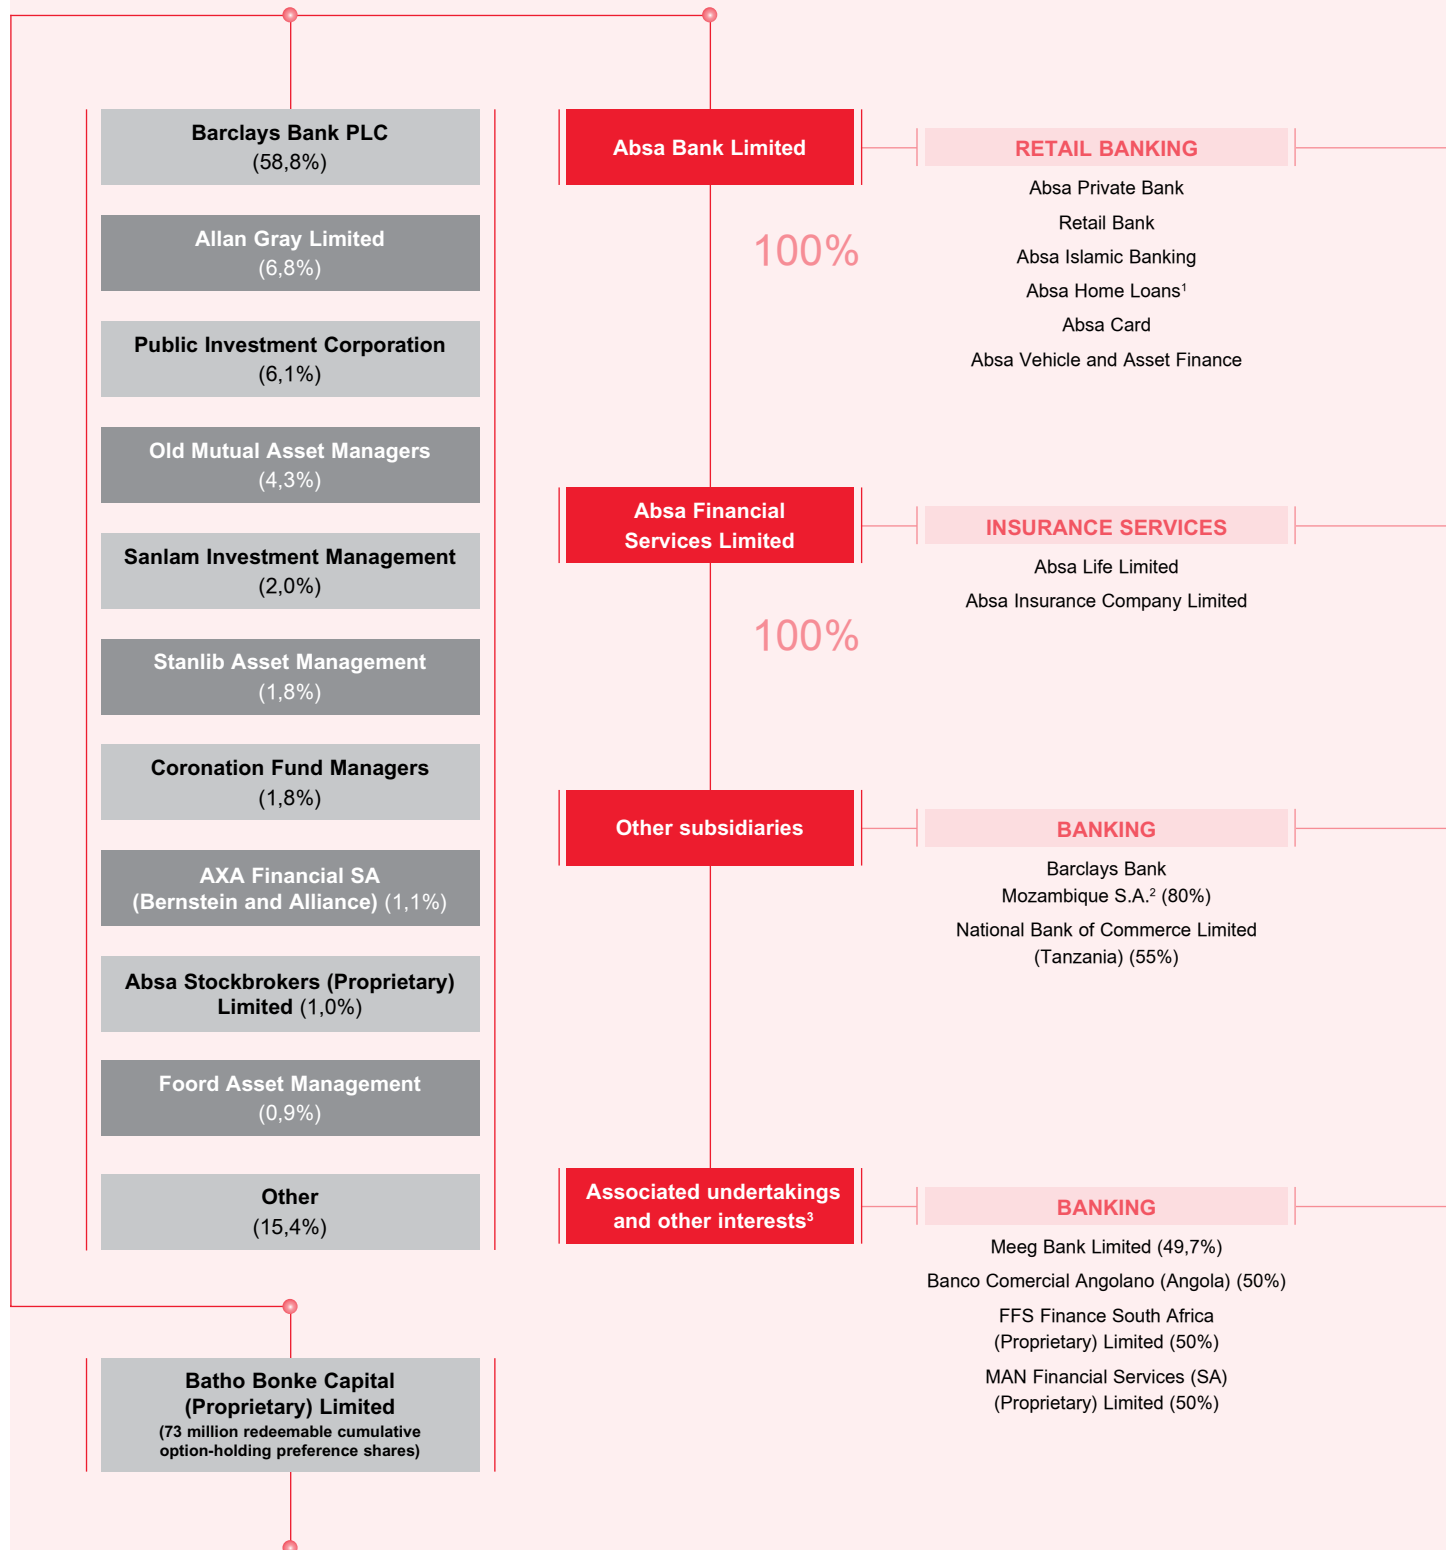 Barclays Bank PLC
(58,8%)
Allan Gray Limited
(6,8%)
Public Investment Corporation
(6,1%)
Old Mutual Asset Managers
(4,3%)
Sanlam Investment Management
(2,0%)
Stanlib Asset Management
(1,8%)
Coronation Fund Managers
(1,8%)
AXA Financial SA
(Bernstein and Alliance) (1,1%)
Absa Stockbrokers (Proprietary)
Limited (1,0%)
Foord Asset Management
(0,9%)
Other
(15,4%)
Batho Bonke Capital
(Proprietary) Limited
(73 million redeemable cumulative
option-holding preference shares)
Absa Bank Limited
100%
RETAIL BANKING
Absa Private Bank
Retail Bank
Absa Islamic Banking
Absa Home Loans¹
Absa Card
Absa Vehicle and Asset Finance
Absa Financial
Services Limited
100%
INSURANCE SERVICES
Absa Life Limited
Absa Insurance Company Limited
Other subsidiaries
BANKING
Barclays Bank
Mozambique S.A.² (80%)
National Bank of Commerce Limited
(Tanzania) (55%)
Associated undertakings
and other interests³
BANKING
Meeg Bank Limited (49,7%)
Banco Comercial Angolano (Angola) (50%)
FFS Finance South Africa
(Proprietary) Limited (50%)
MAN Financial Services (SA)
(Proprietary) Limited (50%)